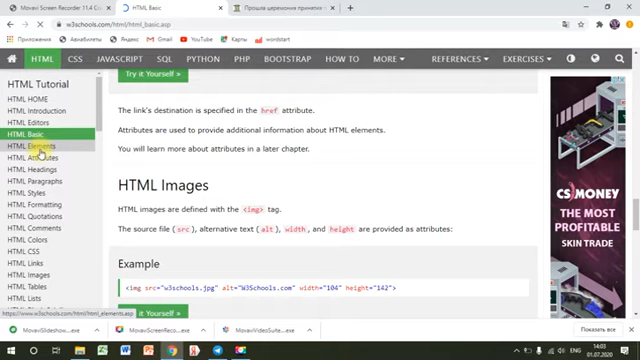 Movavi Screen Recorder 11.4 Co
HTML Basic
Прошла церемония
w3schools.com/html/html_basic.asp
Приложения
Авиабилеты
Яндекс
YouTube
Кулинары
wordstart
HTML CSS JAVASCRIPT SQL PYTHON PHP BOOTSTRAP HOW TO MORE REFERENCES EXERCISES
HTML Tutorial
HTML HOME
HTML Introduction
HTML Editors
HTML Basic
HTML Elements
HTML Attributes
HTML Headings
HTML Paragraphs
HTML Styles
HTML Formatting
HTML Quotations
HTML Comments
HTML Colors
HTML CSS
HTML Links
HTML Images
HTML Tables
HTML Lists
https://www.w3schools.com/html/html_elements.asp
Try it Yourself »
The link's destination is specified in the href attribute.
Attributes are used to provide additional information about HTML elements.
You will learn more about attributes in a later chapter.
HTML Images
HTML images are defined with the <img> tag.
The source file (src), alternative text (alt), width, and height are provided as attributes:
Example
<img src="w3schools.jpg" alt="W3Schools.com" width="104" height="142">
it Yourself »
CS.MONEY
THE MOST
PROFITABLE
SKIN TRADE
MovaviSlideshow....exe
MovaviScreenReco....exe
MovaviVideoSuite....exe
Показать все
14:03
01.07.2020